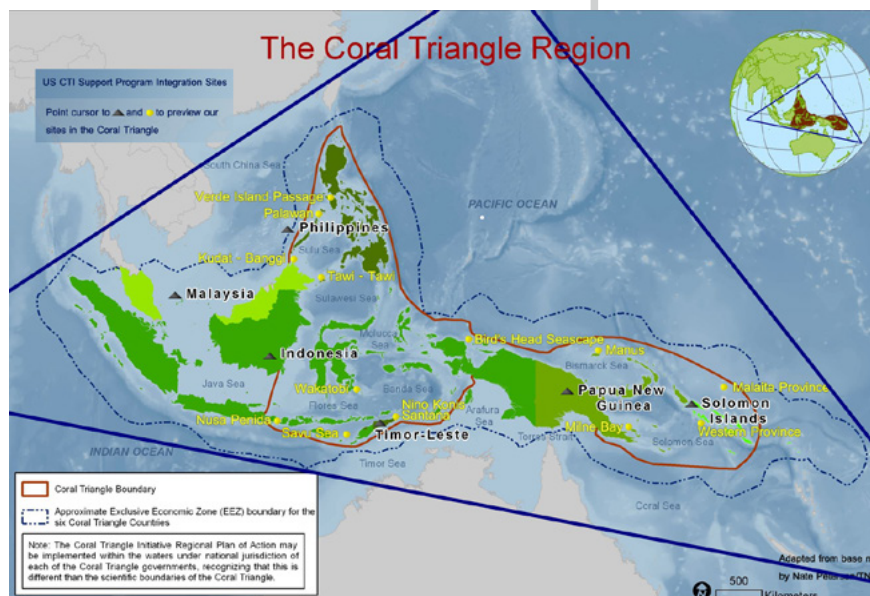 The Coral Triangle Region
US CTI Support Program Integration Sites
Point cursor to and to preview our
sites in the Coral Triangle
South China Sea
Verde Island Passage
Palawan
Philippines
PACIFIC OCEAN
Sulu Sea
Kudat - Banggi
Tawi - Tawi
Malaysia
Sulawesi Sea
Molucca
Sea
Bird's Head Seascape
Manus
Indonesia
Bismarck Sea
Java Sea
Wakatobi
Banda Sea
Papua New
Guinea
Malaita Province
Flores Sea
Nino Konis
Santana
Arafura
Sea
Solomon
Islands
Nusa Penida
Savu Sea
Timor-Leste
Milne Bay
Western Province
Torres Strait
Solomon Sea
INDIAN OCEAN
Timor Sea
Coral Sea
Coral Triangle Boundary
Approximate Exclusive Economic Zone (EEZ) boundary for the
six Coral Triangle Countries
Note: The Coral Triangle Initiative Regional Plan of Action may
be implemented within the waters under national jurisdiction of
each of the Coral Triangle governments, recognizing that this is
different than the scientific boundaries of the Coral Triangle.
Adapted from base
by Nate
500
Kilometers